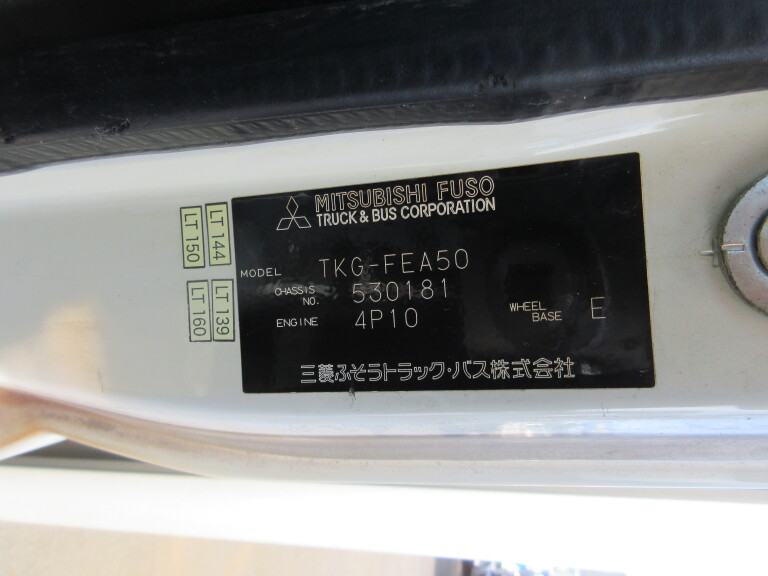 MITSUBISHI FUSO
TRUCK & BUS CORPORATION
MODEL TKG-FEA50
CHASSIS NO. 530181
ENGINE 4P10
WHEEL BASE E
三菱ふそうトラック・バス株式会社
LT 150
LT 144
LT 160
LT 139